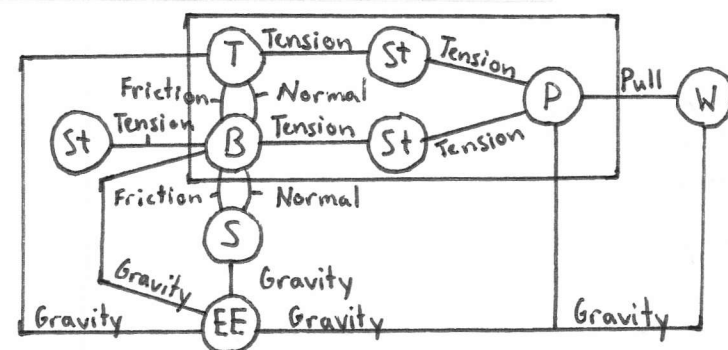 T Tension St Tension
Friction Normal P Pull W
St Tension B Tension St Tension
Friction Normal
S
Gravity Gravity
Gravity EE Gravity Gravity